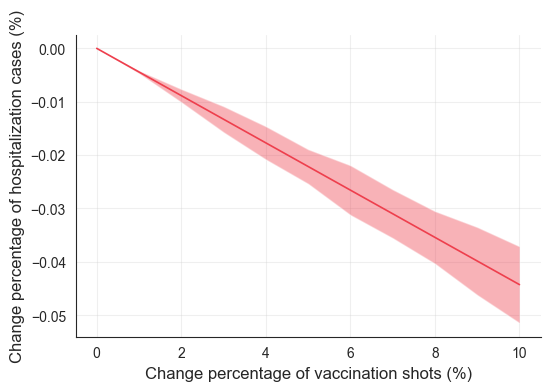 Change percentage of hospitalization cases (%)
0.00
−0.01
−0.02
−0.03
−0.04
−0.05
0 2 4 6 8 10
Change percentage of vaccination shots (%)